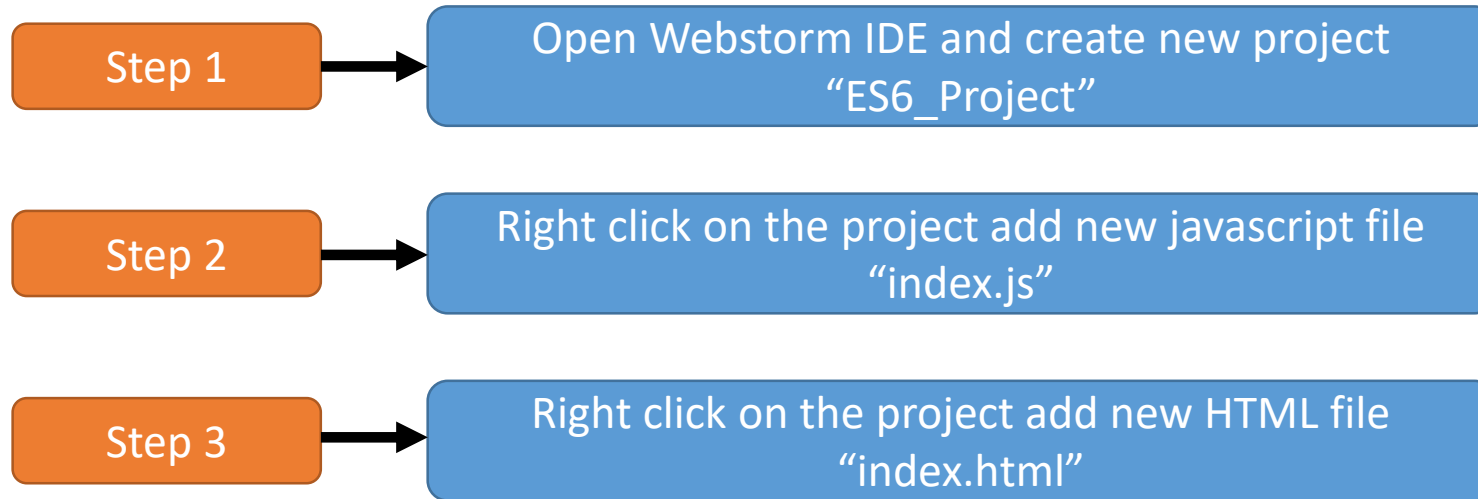 Step 1
Open Webstorm IDE and create new project
“ES6_Project”
Step 2
Right click on the project add new javascript file
“index.js”
Step 3
Right click on the project add new HTML file
“index.html”